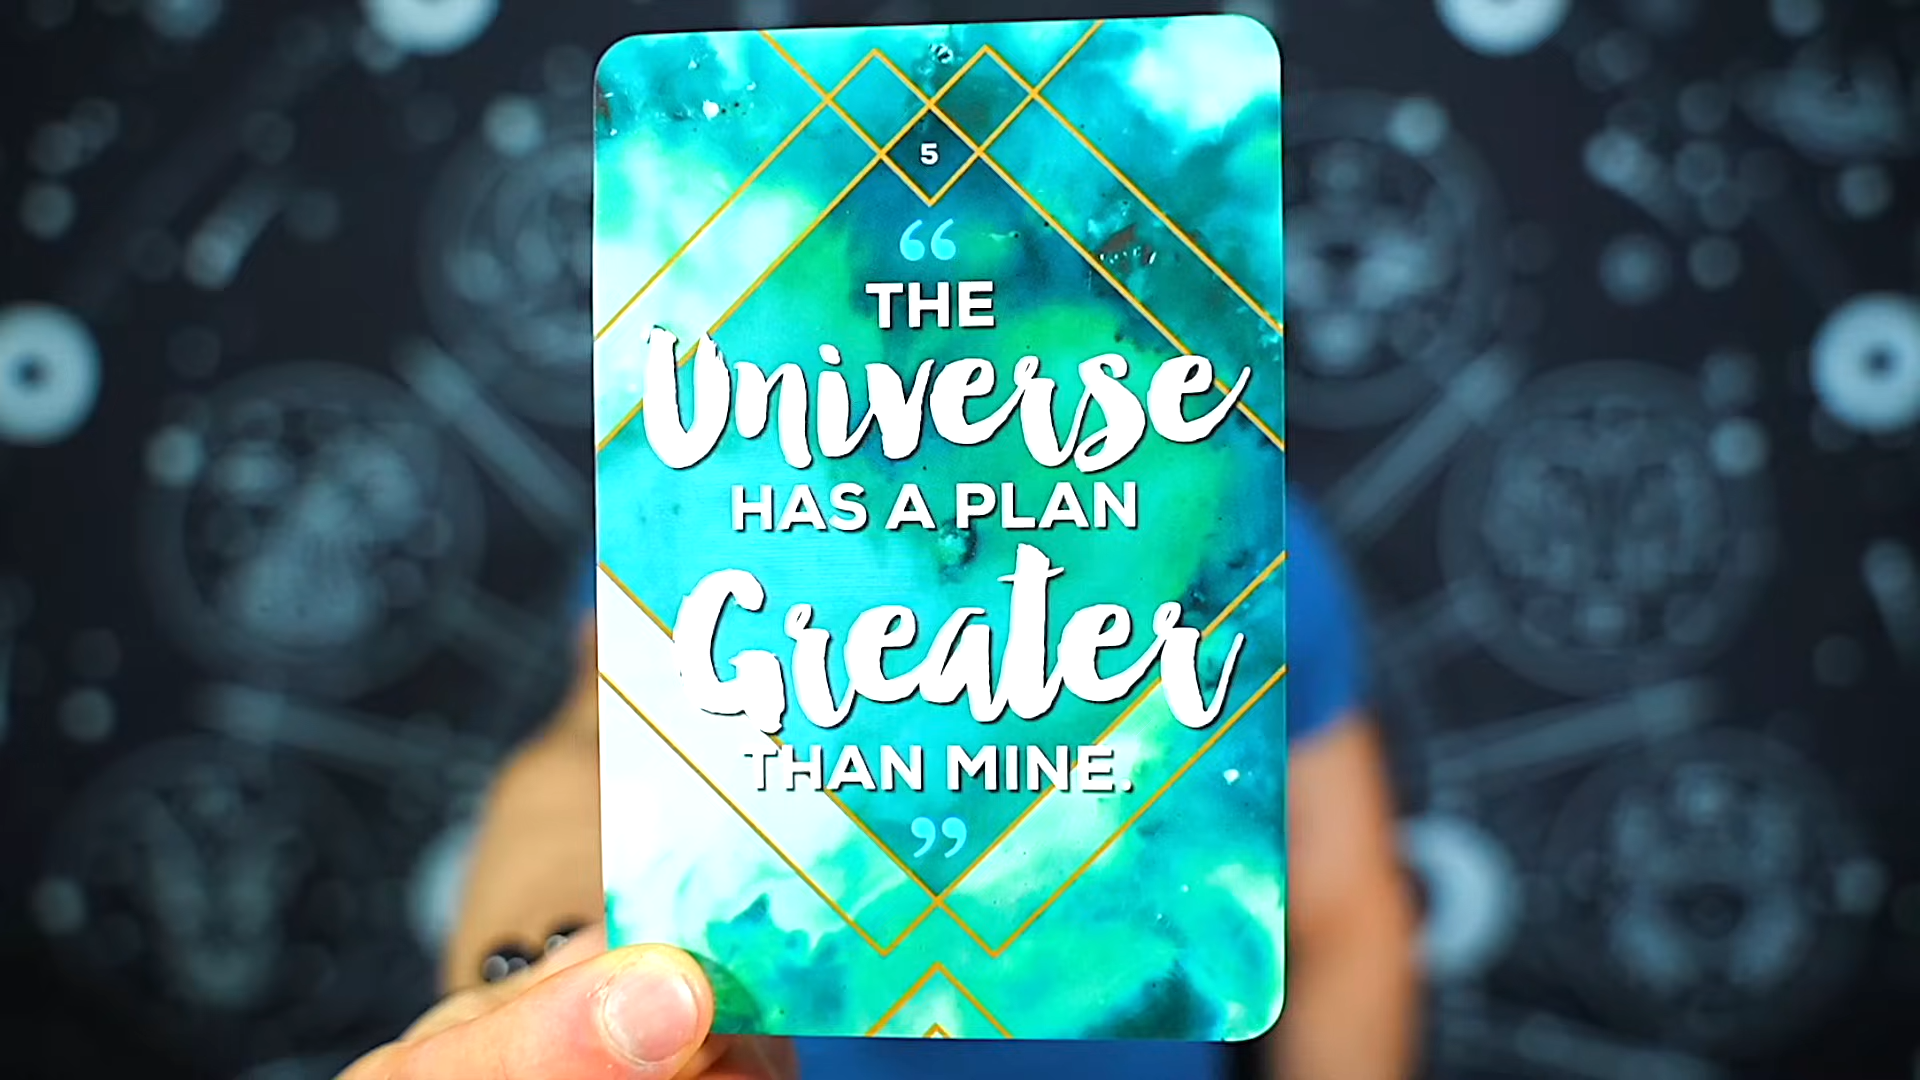 5
“
THE
Universe
HAS A PLAN
Greater
THAN MINE.
”